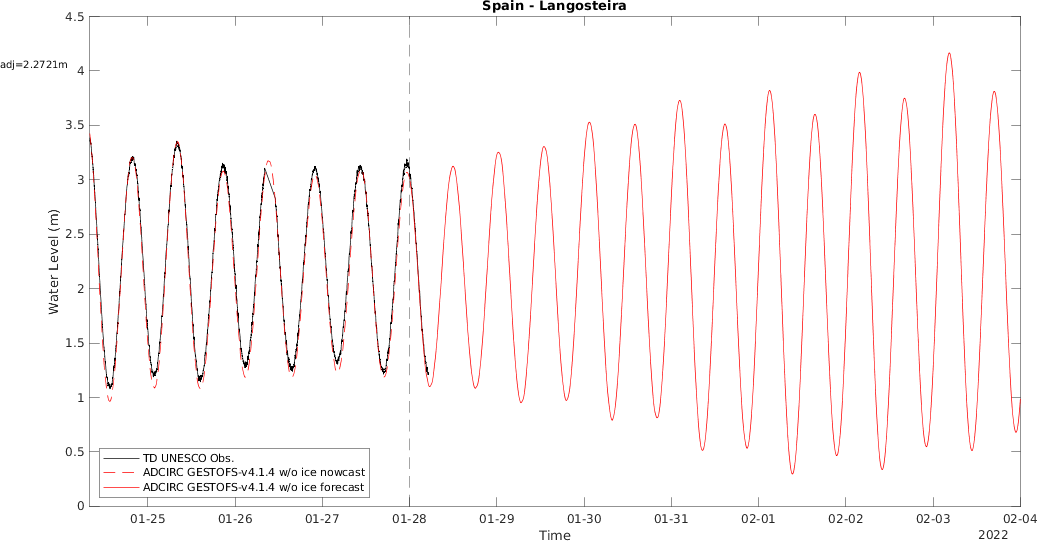 Spain - Langosteira
adj=2.2721m
4.5
4
3.5
3
2.5
2
1.5
1
0.5
0
Water Level (m)
TD UNESCO Obs.
ADCIRC GESTOFS-v4.1.4 w/o ice nowcast
ADCIRC GESTOFS-v4.1.4 w/o ice forecast
01-25 01-26 01-27 01-28 01-29 01-30 01-31 02-01 02-02 02-03 02-04
Time
2022